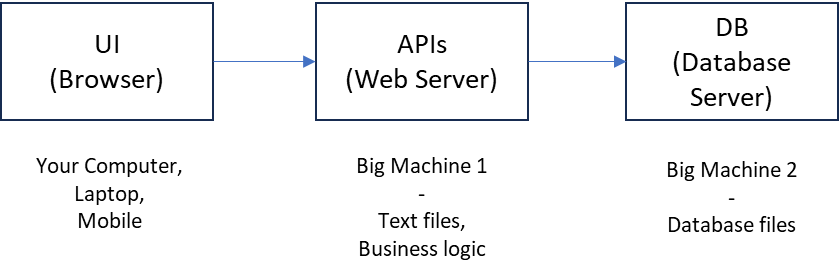 UI
(Browser)
APIs
(Web Server)
DB
(Database
Server)
Your Computer,
Laptop,
Mobile
Big Machine 1
-
Text files,
Business logic
Big Machine 2
-
Database files